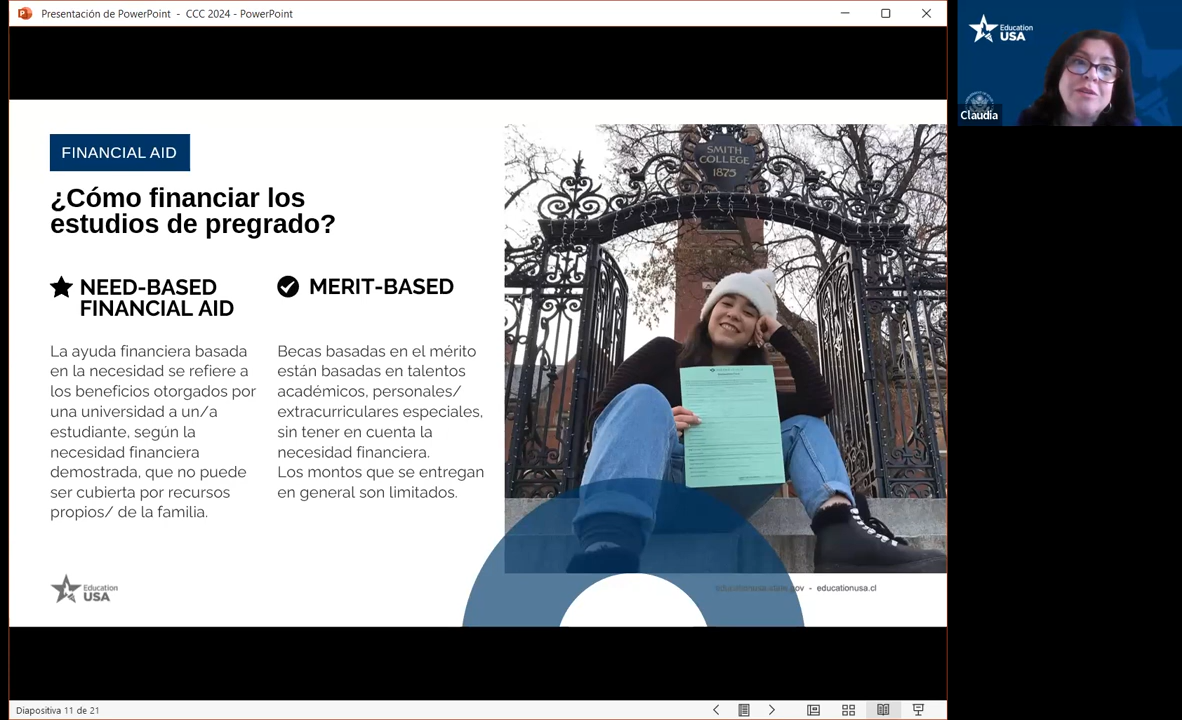 Presentación de PowerPoint - CCC 2024 - PowerPoint
Education
USA
Claudia
FINANCIAL AID
¿Cómo financiar los
estudios de pregrado?
NEED-BASED
FINANCIAL AID
La ayuda financiera basada
en la necesidad se refiere a
los beneficios otorgados por
una universidad a un/a
estudiante, según la
necesidad financiera
demostrada, que no puede
ser cubierta por recursos
propios/ de la familia.
MERIT-BASED
Becas basadas en el mérito
están basadas en talentos
académicos, personales/
extracurriculares especiales,
sin tener en cuenta la
necesidad financiera.
Los montos que se entregan
en general son limitados.
SMITH
COLLEGE
1875
Education
USA
educationusa.state.gov - educationusa.cl
Diapositiva 11 de 21